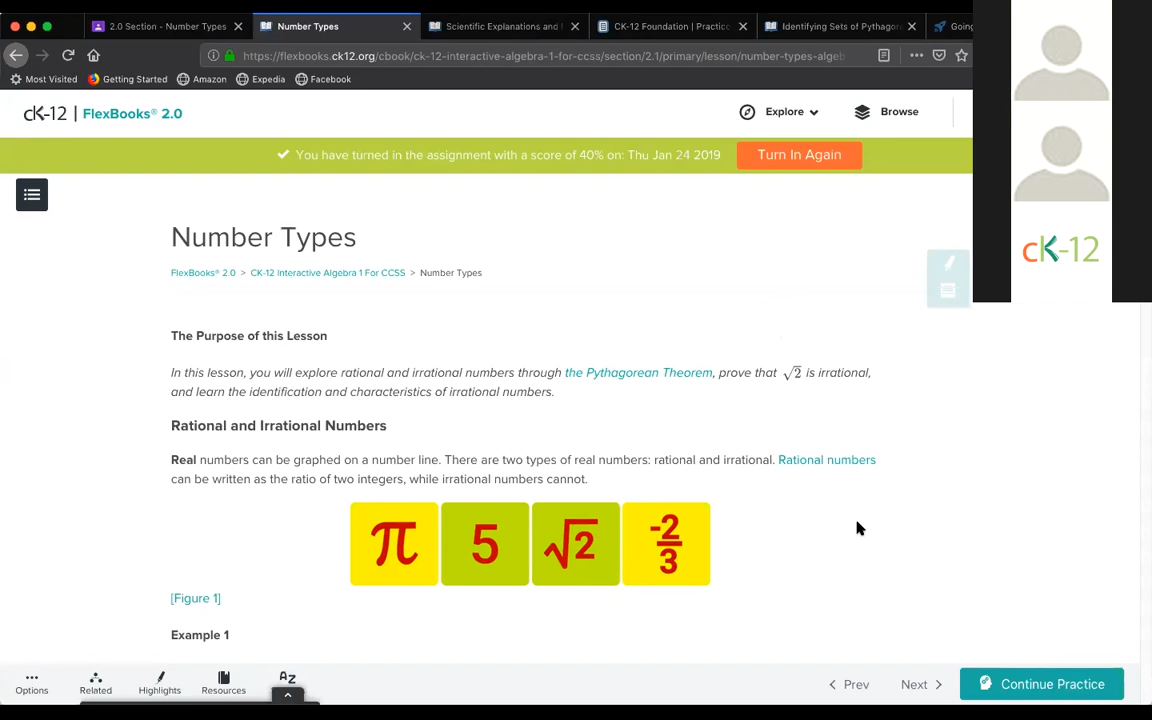 2.0 Section - Number Types
Number Types
Scientific Explanations and
CK-12 Foundation | Practice
Identifying Sets of Pythagor
Going
https://flexbooks.ck12.org/cbook/ck-12-interactive-algebra-1-for-ccss/section/2.1/primary/lesson/number-types-algeb
Most Visited Getting Started Amazon Expedia Facebook
cK-12 | FlexBooks® 2.0 Explore Browse
You have turned in the assignment with a score of 40% on: Thu Jan 24 2019 Turn In Again
Number Types
FlexBooks® 2.0 > CK-12 Interactive Algebra 1 For CCSS > Number Types
cK-12
The Purpose of this Lesson
In this lesson, you will explore rational and irrational numbers through the Pythagorean Theorem, prove that √2 is irrational,
and learn the identification and characteristics of irrational numbers.
Rational and Irrational Numbers
Real numbers can be graphed on a number line. There are two types of real numbers: rational and irrational. Rational numbers
can be written as the ratio of two integers, while irrational numbers cannot.
π 5 √2 -2/3
[Figure 1]
Example 1
Options Related Highlights Resources AZ
< Prev Next > Continue Practice